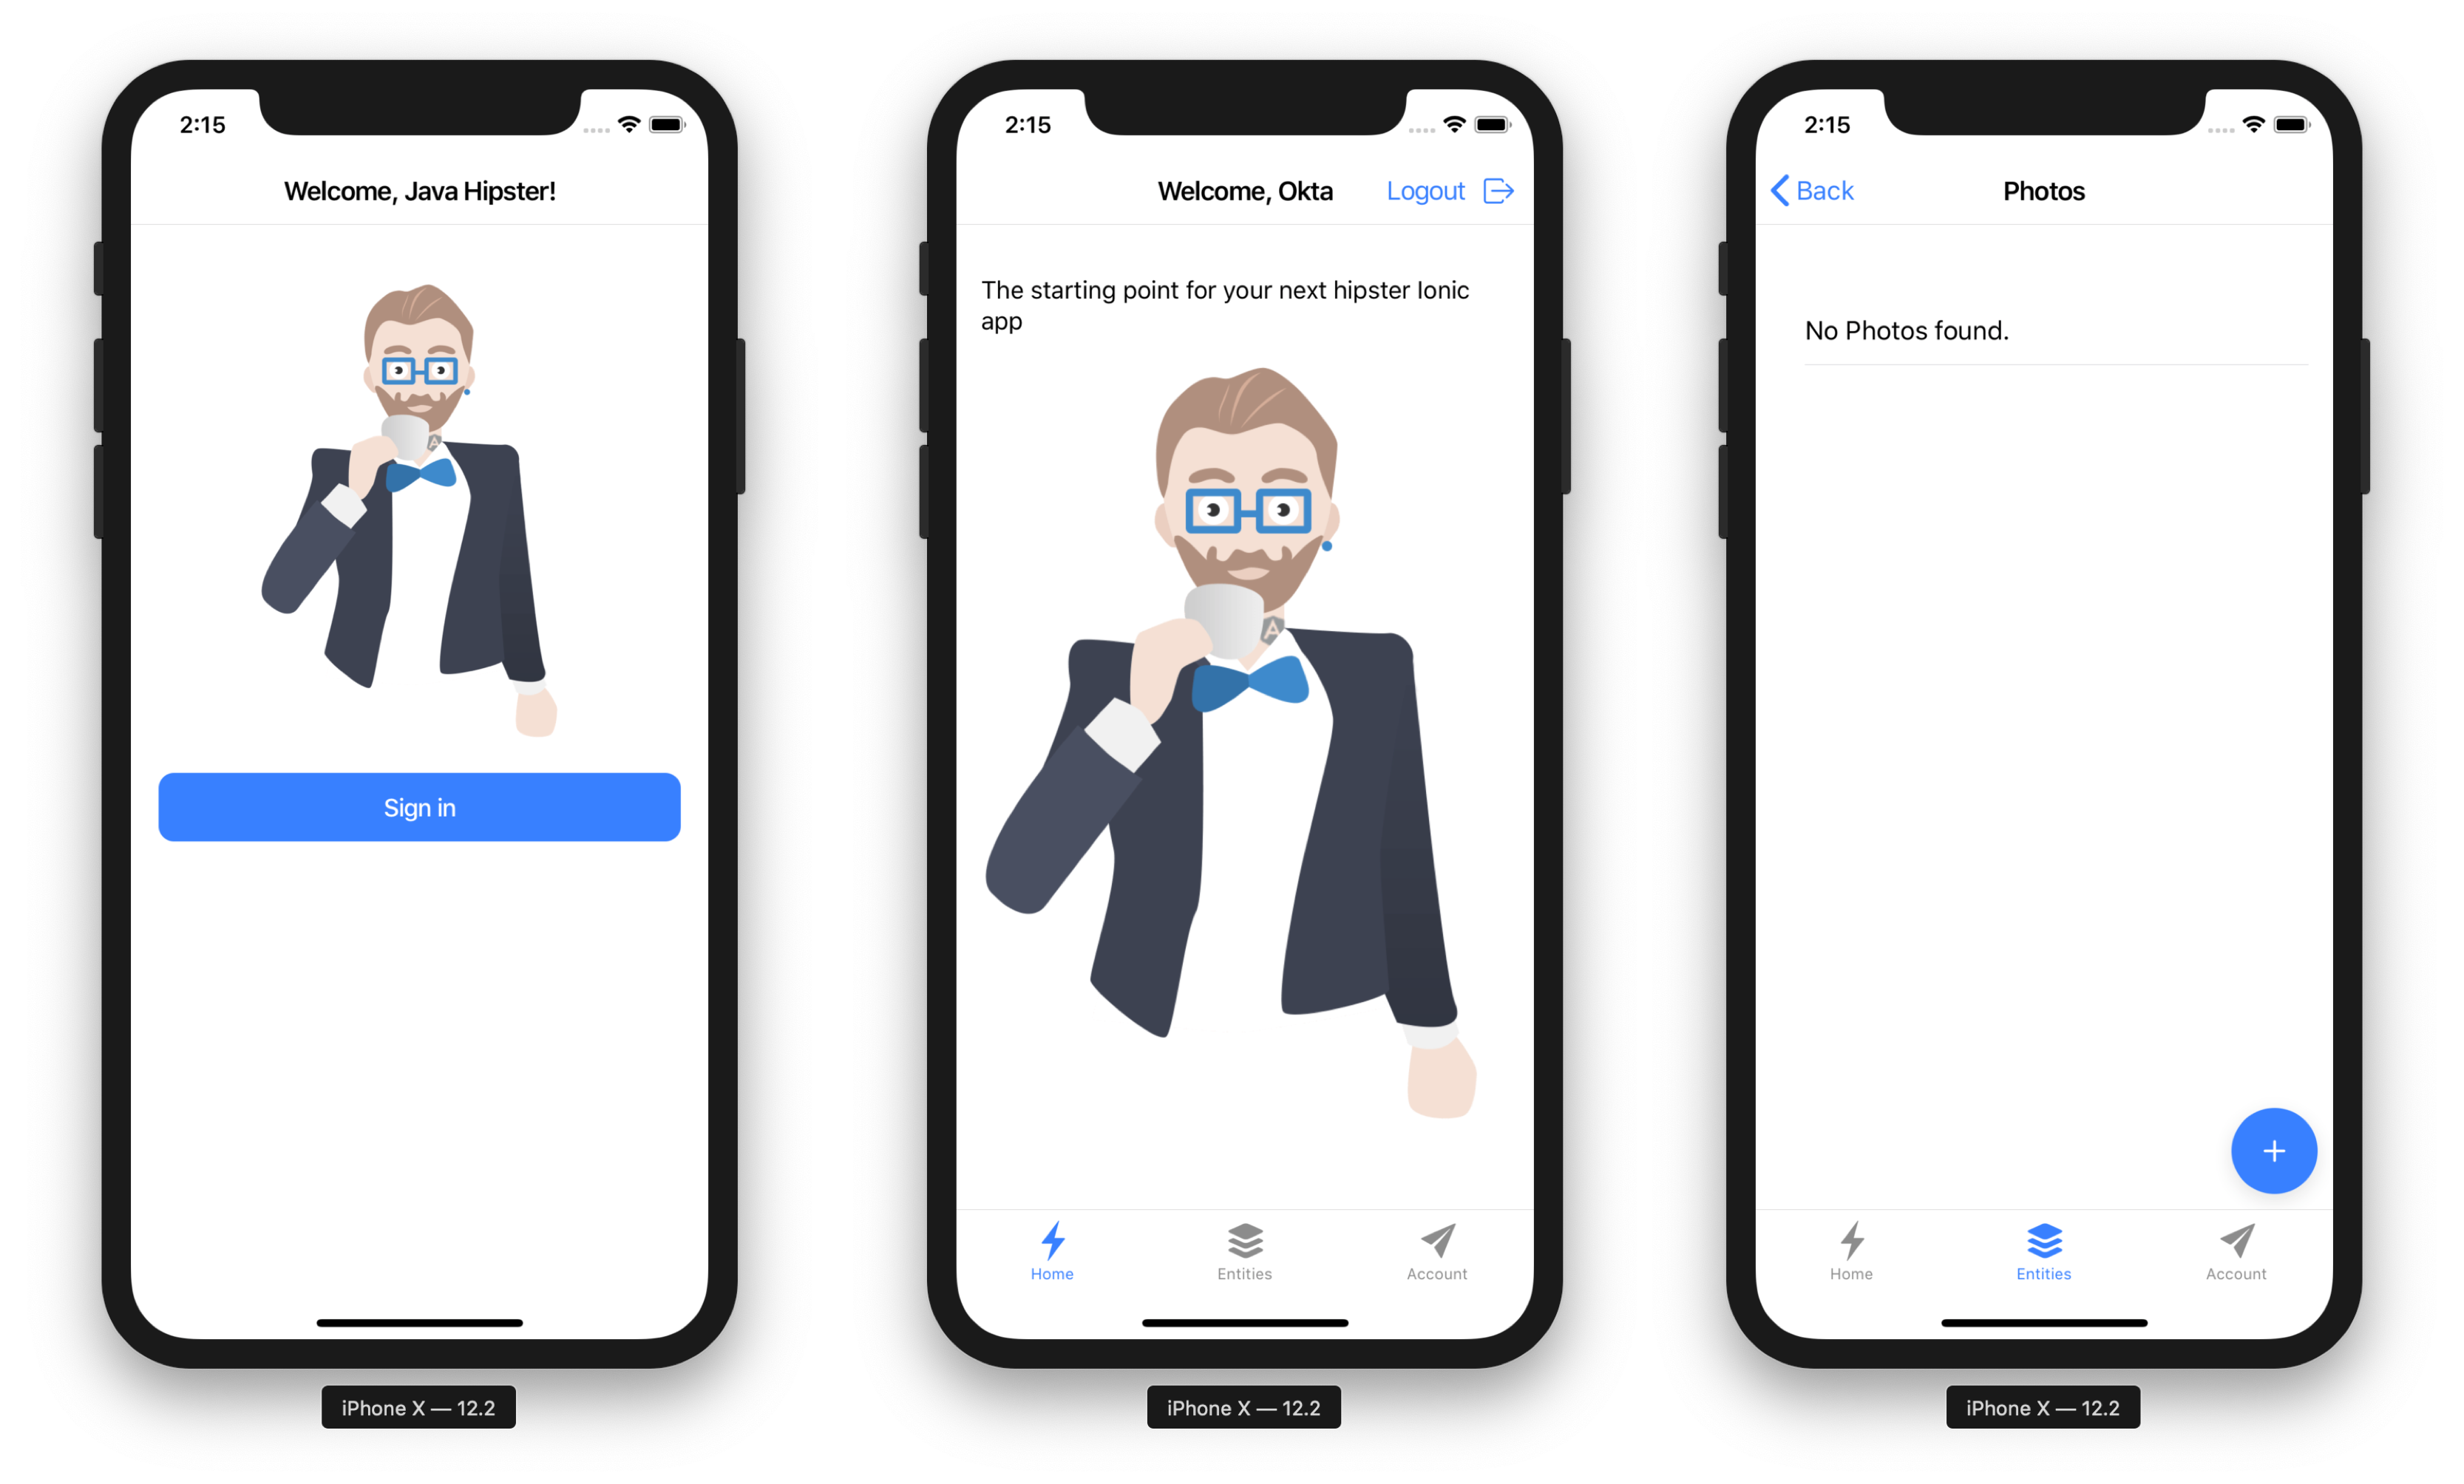 2:15
Welcome, Java Hipster!
A
Sign in
iPhone X — 12.2
2:15
Welcome, Okta
Logout
The starting point for your next hipster Ionic
app
A
Home
Entities
Account
iPhone X — 12.2
2:15
Back
Photos
No Photos found.
Home
Entities
Account
iPhone X — 12.2